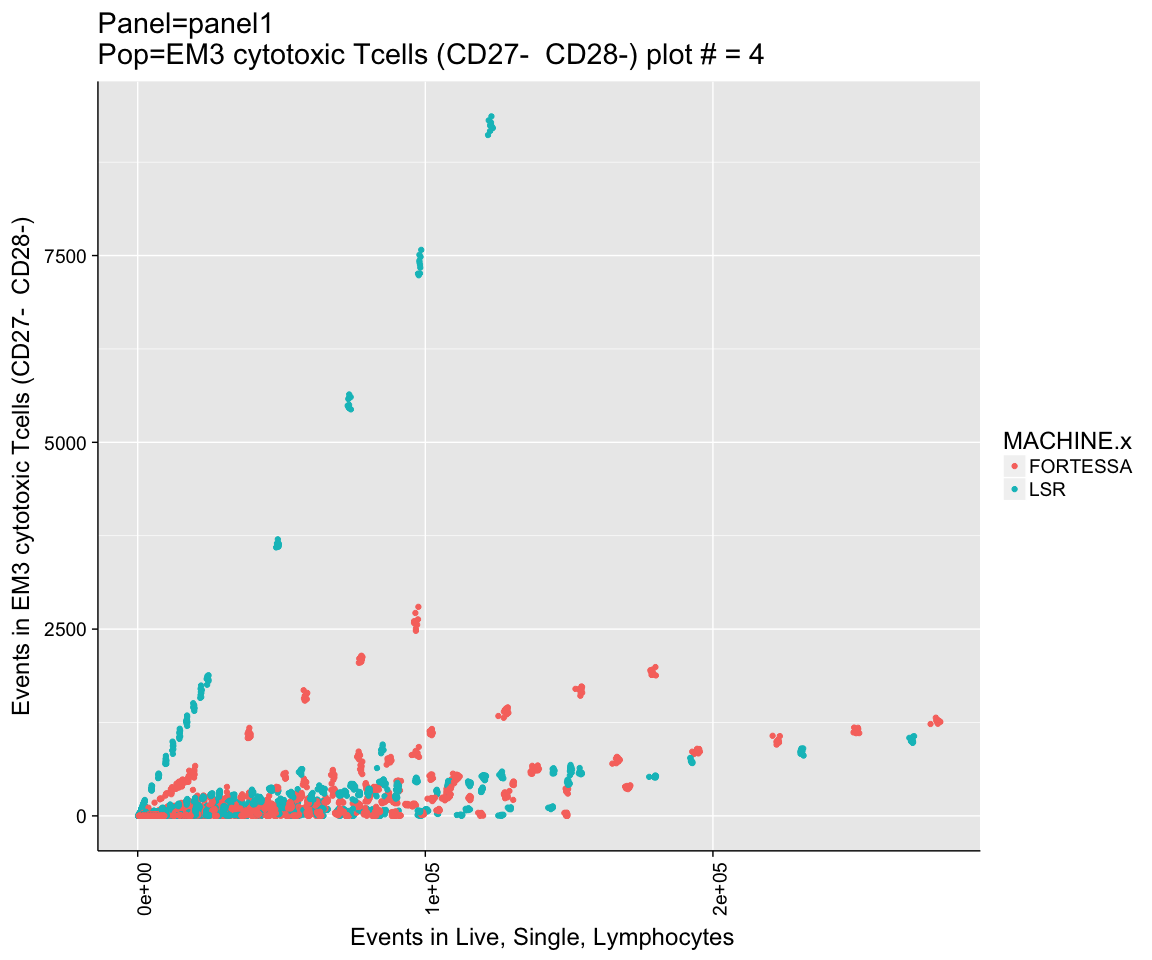 Panel=panel1
Pop=EM3 cytotoxic Tcells (CD27-  CD28-) plot # = 4
Events in EM3 cytotoxic Tcells (CD27-  CD28-)
7500
5000
2500
0
0e+00
1e+05
2e+05
Events in Live, Single, Lymphocytes
MACHINE.x
FORTESSA
LSR